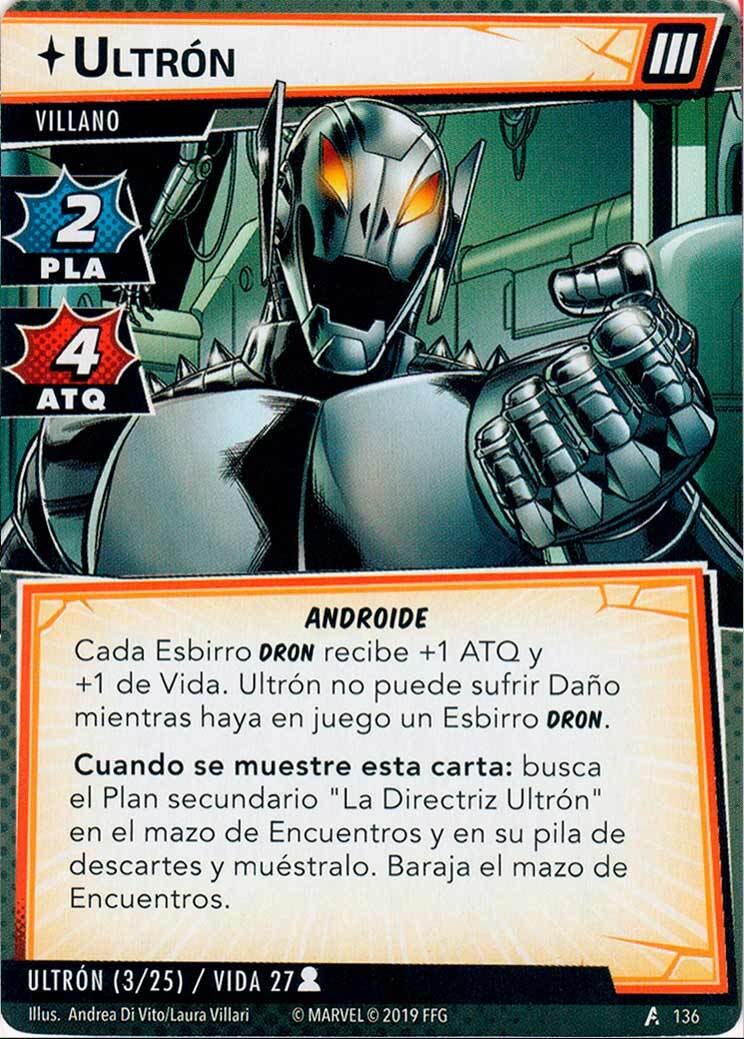 ULTRÓN
III
VILLANO
2
PLA
4
ATQ
ANDROIDE
Cada Esbirro DRON recibe +1 ATQ y
+1 de Vida. Ultrón no puede sufrir Daño
mientras haya en juego un Esbirro DRON.
Cuando se muestre esta carta: busca
el Plan secundario "La Directriz Ultrón"
en el mazo de Encuentros y en su pila de
descartes y muéstralo. Baraja el mazo de
Encuentros.
ULTRÓN (3/25) / VIDA 27
Illus. Andrea Di Vito/Laura Villari © MARVEL © 2019 FFG 136